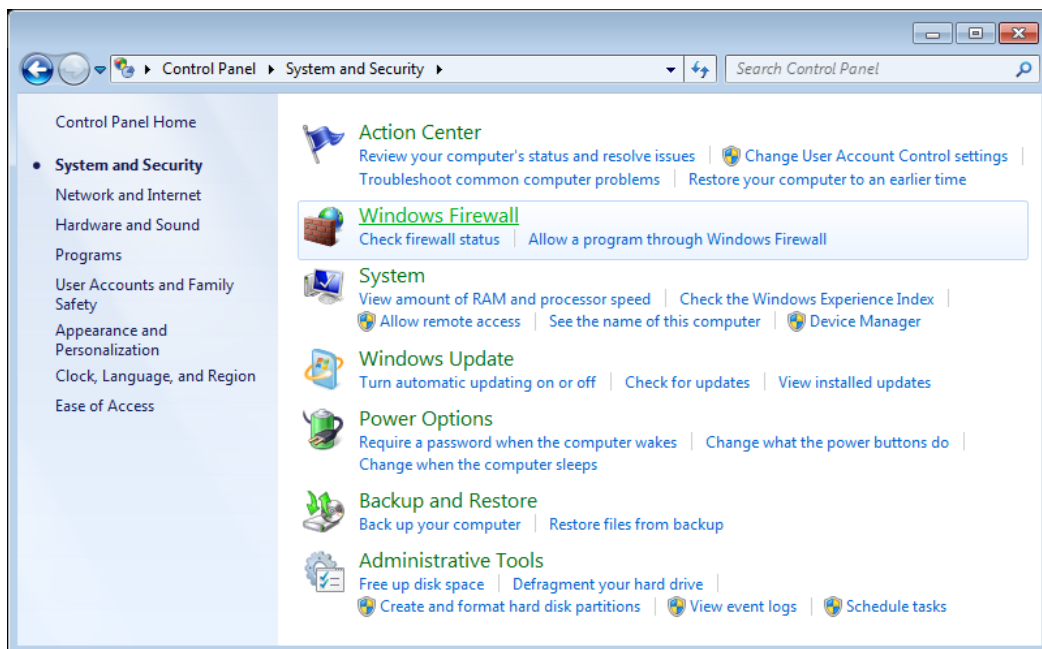 Control Panel System and Security Search Control Panel
Control Panel Home
System and Security
Network and Internet
Hardware and Sound
Programs
User Accounts and Family
Safety
Appearance and
Personalization
Clock, Language, and Region
Ease of Access
Action Center
Review your computer's status and resolve issues Change User Account Control settings
Troubleshoot common computer problems Restore your computer to an earlier time
Windows Firewall
Check firewall status Allow a program through Windows Firewall
System
View amount of RAM and processor speed Check the Windows Experience Index
Allow remote access See the name of this computer Device Manager
Windows Update
Turn automatic updating on or off Check for updates View installed updates
Power Options
Require a password when the computer wakes Change what the power buttons do
Change when the computer sleeps
Backup and Restore
Back up your computer Restore files from backup
Administrative Tools
Free up disk space Defragment your hard drive
Create and format hard disk partitions View event logs Schedule tasks